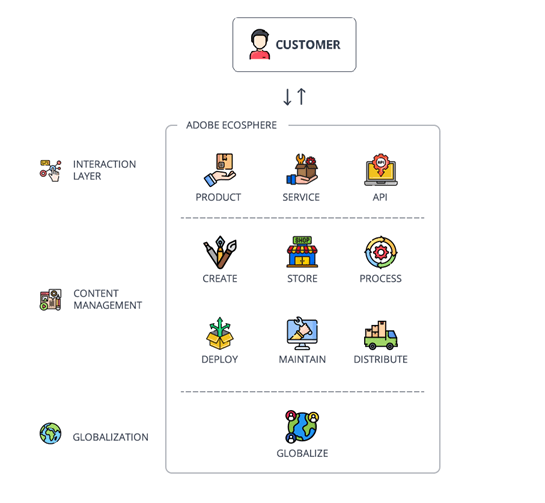 CUSTOMER
ADOBE ECOSPHERE
INTERACTION
LAYER
PRODUCT
SERVICE
API
API
SHOP
CREATE
STORE
PROCESS
CONTENT
MANAGEMENT
DEPLOY
MAINTAIN
DISTRIBUTE
GLOBALIZATION
GLOBALIZE